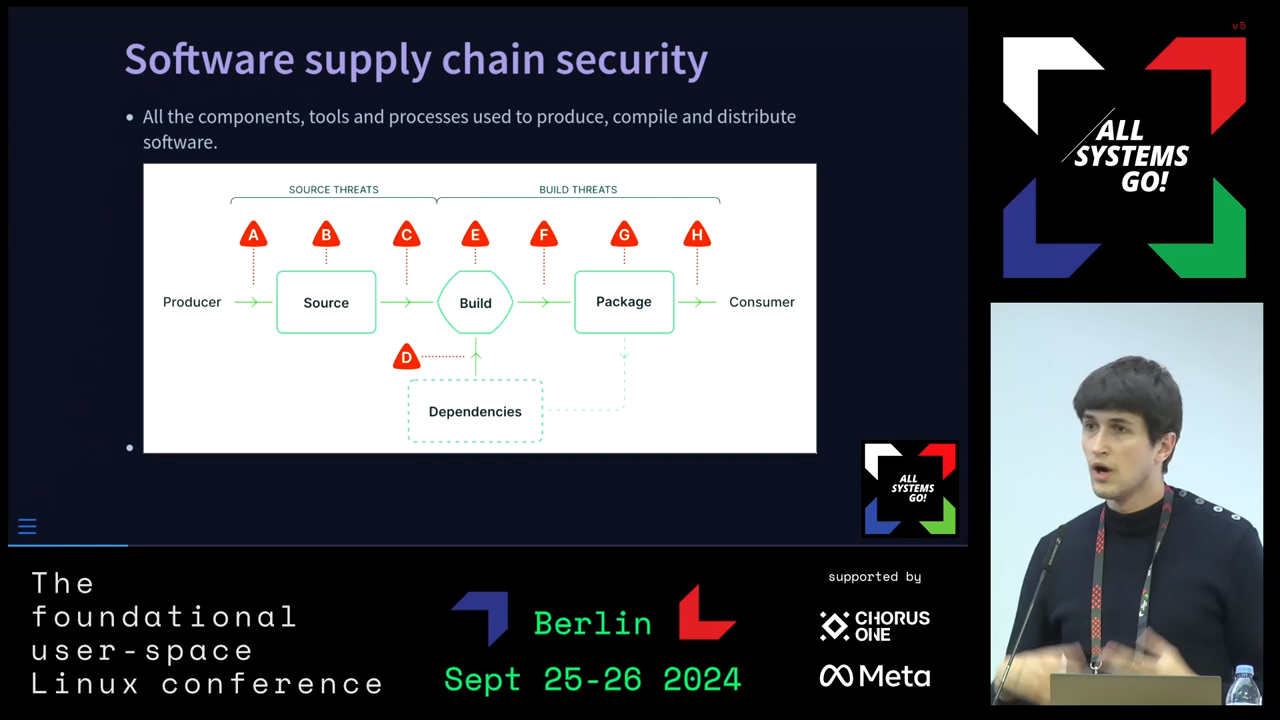 Software supply chain security
All the components, tools and processes used to produce, compile and distribute
software.
SOURCE THREATS
BUILD THREATS
A
B
C
E
F
G
H
Producer
Source
Build
Package
Consumer
D
Dependencies
ALL
SYSTEMS
GO!
v5
ALL
SYSTEMS
GO!
The
foundational
user-space
Linux conference
Berlin
Sept 25-26 2024
supported by
CHORUS
ONE
Meta